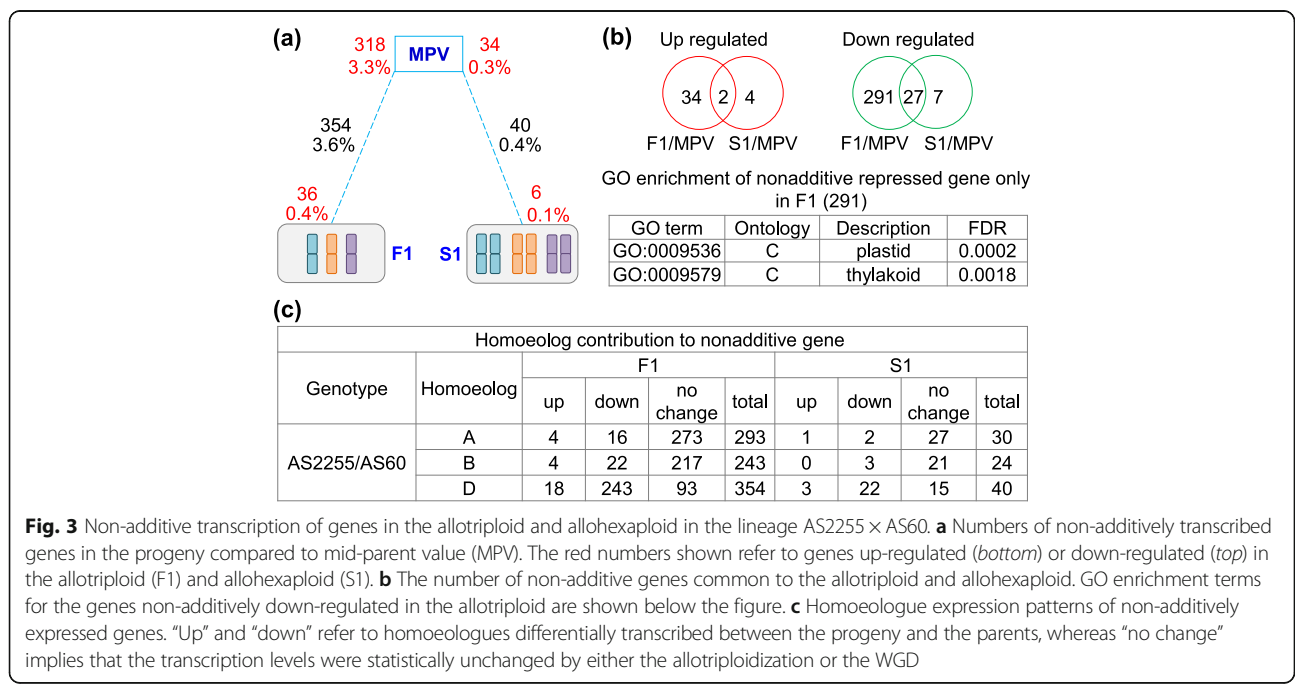 (a)
318
3.3%
MPV
34
0.3%
354
3.6%
40
0.4%
36
0.4%
6
0.1%
F1
S1
(b)
Up regulated
Down regulated
34 2 4
291 27 7
F1/MPV S1/MPV
F1/MPV S1/MPV
GO enrichment of nonadditive repressed gene only
in F1 (291)
GO term Ontology Description FDR
GO:0009536 C plastid 0.0002
GO:0009579 C thylakoid 0.0018
(c)
Homoeolog contribution to nonadditive gene
Genotype Homoeolog F1 S1
up down no change total up down no change total
AS2255/AS60
A 4 16 273 293 1 2 27 30
B 4 22 217 243 0 3 21 24
D 18 243 93 354 3 22 15 40
Fig. 3 Non-additive transcription of genes in the allotriploid and allohexaploid in the lineage AS2255 × AS60. a Numbers of non-additively transcribed
genes in the progeny compared to mid-parent value (MPV). The red numbers shown refer to genes up-regulated (bottom) or down-regulated (top) in
the allotriploid (F1) and allohexaploid (S1). b The number of non-additive genes common to the allotriploid and allohexaploid. GO enrichment terms
for the genes non-additively down-regulated in the allotriploid are shown below the figure. c Homoeologue expression patterns of non-additively
expressed genes. “Up” and “down” refer to homoeologues differentially transcribed between the progeny and the parents, whereas “no change”
implies that the transcription levels were statistically unchanged by either the allotriploidization or the WGD